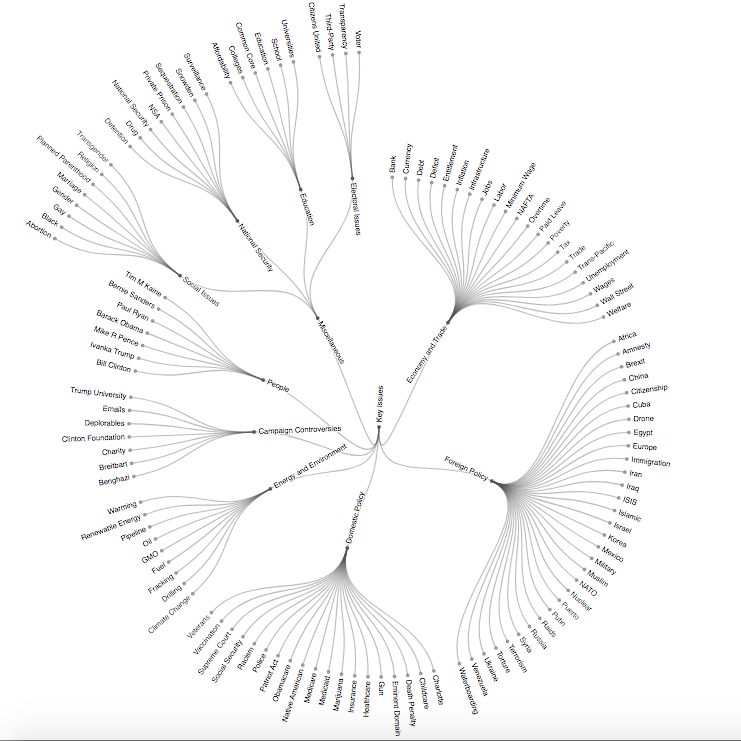 Key Issues
Miscellaneous
Electoral Issues
Voter
Transparency
Third-Party
Citizens United
Education
Universities
School
Education
Common Core
Colleges
Affordability
National Security
Surveillance
Snowden
Sequestration
Private Prison
NSA
National Security
Drug
Detention
Social Issues
Transgender
Religion
Planned Parenthood
Marriage
Gender
Gay
Black
Abortion
People
Tim M Kaine
Bernie Sanders
Paul Ryan
Barack Obama
Mike R Pence
Ivanka Trump
Bill Clinton
Campaign Controversies
Trump University
Emails
Deplorables
Clinton Foundation
Charity
Breitbart
Benghazi
Energy and Environment
Warming
Renewable Energy
Pipeline
Oil
GMO
Fuel
Fracking
Drilling
Climate Change
Domestic Policy
Veterans
Vaccination
Supreme Court
Social Security
Racism
Police
Patriot Act
Obamacare
Native American
Medicare
Medicaid
Marijuana
Insurance
Healthcare
Gun
Eminent Domain
Death Penalty
Childcare
Charlotte
Foreign Policy
Africa
Amnesty
Brexit
China
Citizenship
Cuba
Drone
Egypt
Europe
Immigration
Iran
Iraq
ISIS
Islamic
Israel
Korea
Mexico
Military
Muslim
NATO
Nuclear
Puerto
Putin
Raids
Russia
Syria
Terrorism
Torture
Ukraine
Venezuela
Waterboarding
Economy and Trade
Bank
Currency
Debt
Deficit
Entitlement
Inflation
Infrastructure
Jobs
Labor
Minimum Wage
NAFTA
Overtime
Paid Leave
Poverty
Tax
Trade
Trans-Pacific
Unemployment
Wages
Wall Street
Welfare